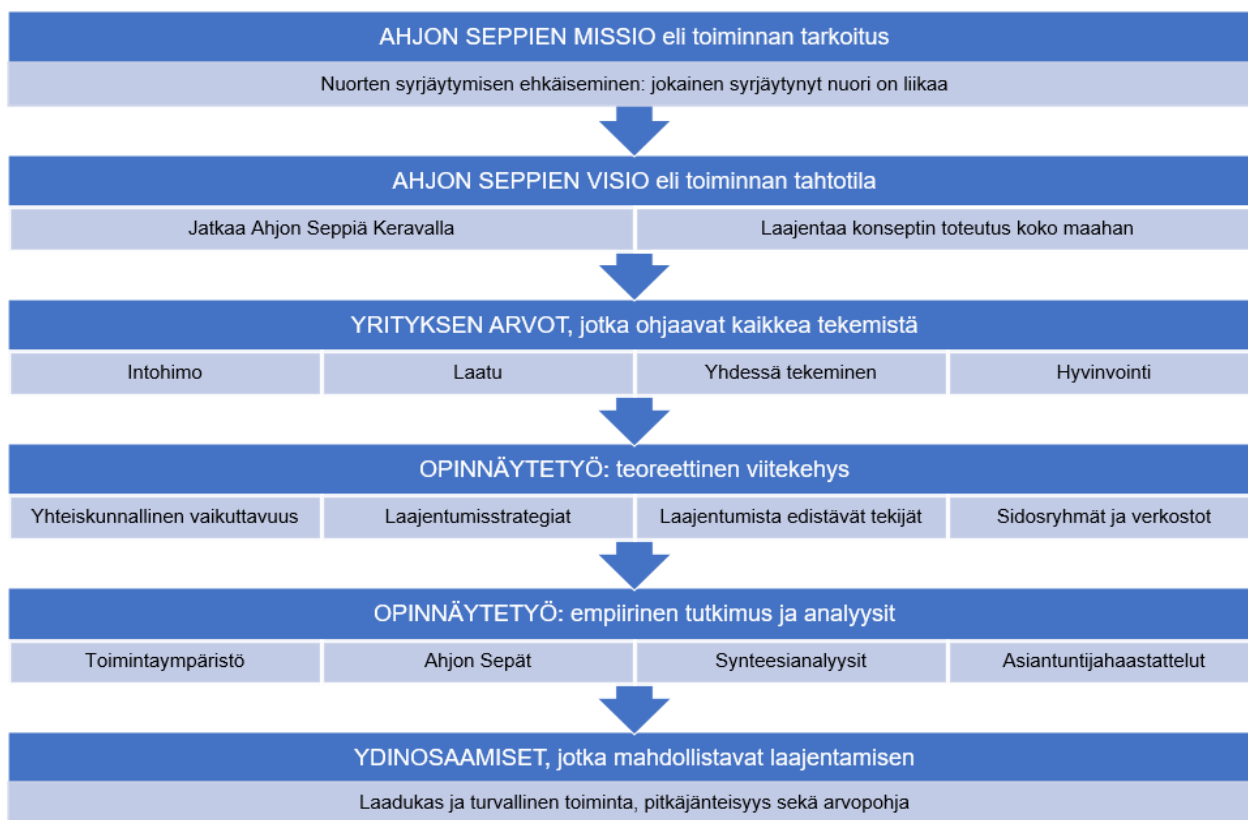 AHJON SEPPIEN MISSIO eli toiminnan tarkoitus
Nuorten syrjäytymisen ehkäiseminen: jokainen syrjäytynyt nuori on liikaa
AHJON SEPPIEN VISIO eli toiminnan tahtotila
Jatkaa Ahjon Seppiä Keravalla
Laajentaa konseptin toteutus koko maahan
YRITYKSEN ARVOT, jotka ohjaavat kaikkea tekemistä
Intohimo
Laatu
Yhdessä tekeminen
Hyvinvointi
OPINNÄYTETYÖ: teoreettinen viitekehys
Yhteiskunnallinen vaikuttavuus
Laajentumisstrategiat
Laajentumista edistävät tekijät
Sidosryhmät ja verkostot
OPINNÄYTETYÖ: empiirinen tutkimus ja analyysit
Toimintaympäristö
Ahjon Sepät
Synteesianalyysit
Asiantuntijahaastattelut
YDINOSAAMISET, jotka mahdollistavat laajentamisen
Laadukas ja turvallinen toiminta, pitkäjänteisyys sekä arvopohja